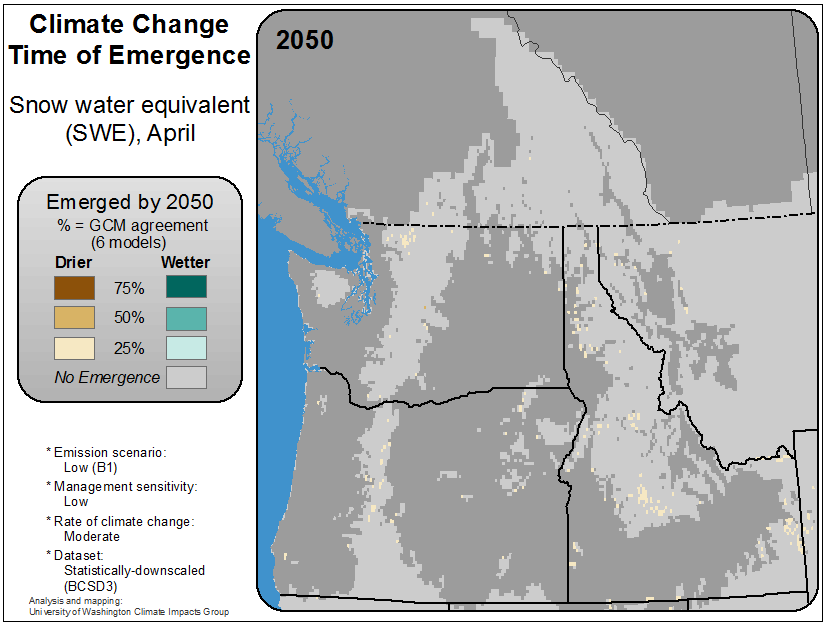 Climate Change
Time of Emergence
Snow water equivalent
(SWE), April
Emerged by 2050
% = GCM agreement
(6 models)
Drier Wetter
75%
50%
25%
No Emergence
* Emission scenario:
Low (B1)
* Management sensitivity:
Low
* Rate of climate change:
Moderate
* Dataset:
Statistically-downscaled
(BCSD3)
Analysis and mapping:
University of Washington Climate Impacts Group
2050